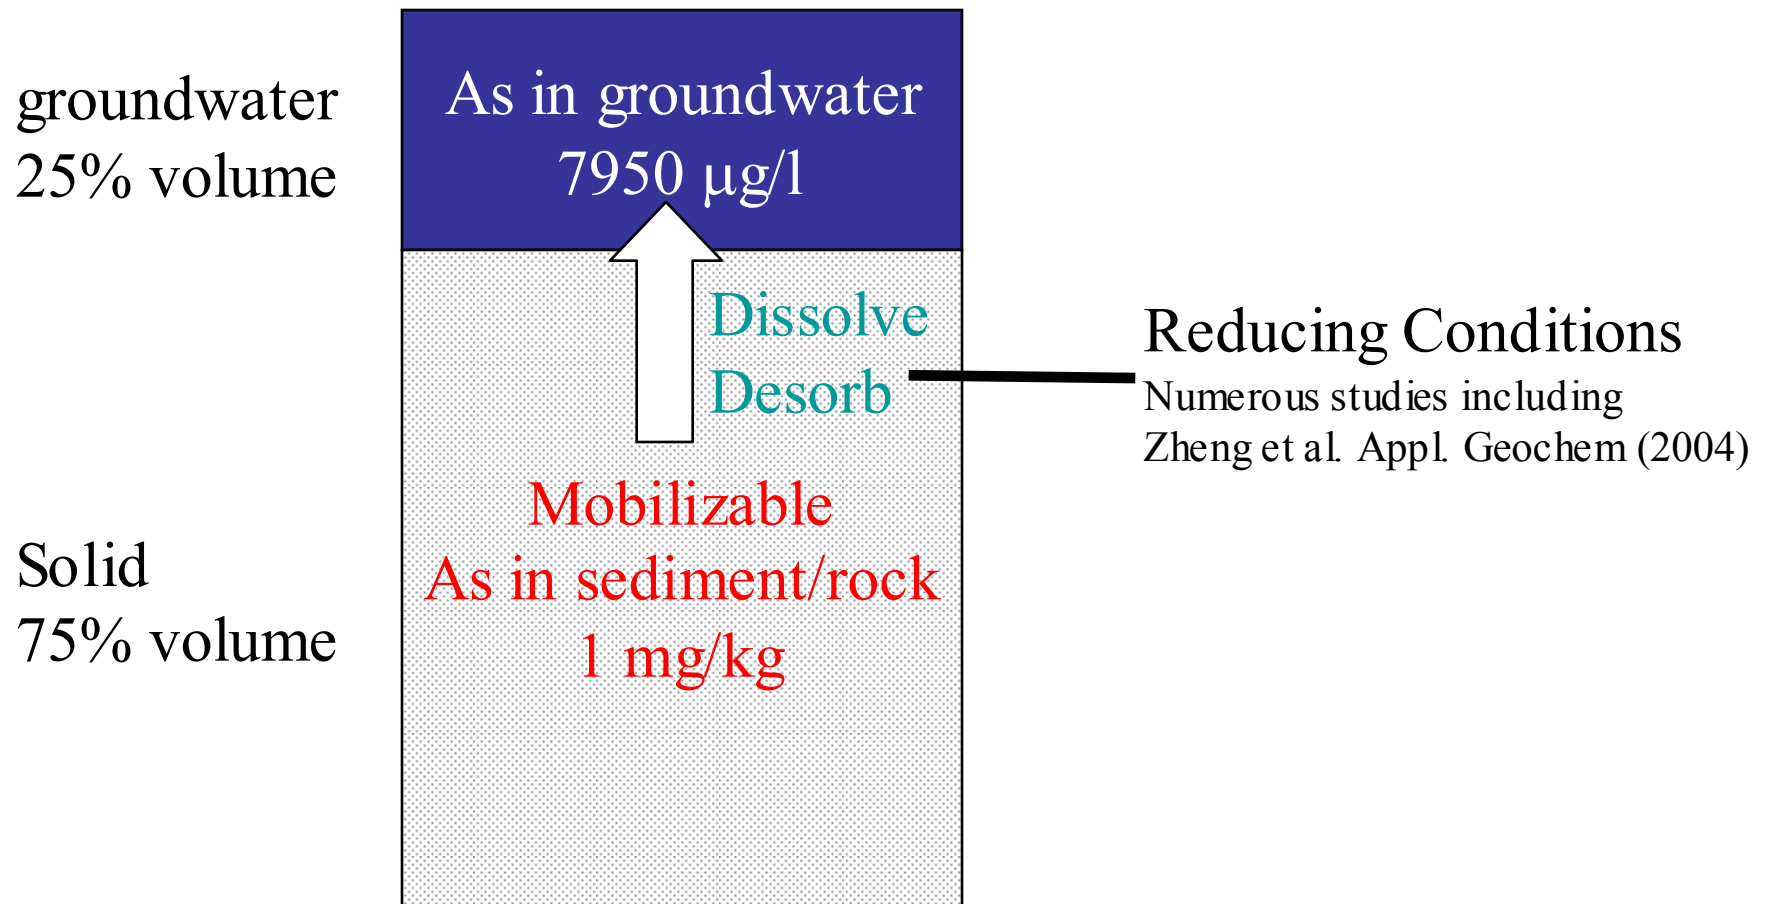 groundwater
25% volume
As in groundwater
7950 μg/l
Dissolve
Desorb
Reducing Conditions
Numerous studies including
Zheng et al. Appl. Geochem (2004)
Mobilizable
As in sediment/rock
1 mg/kg
Solid
75% volume